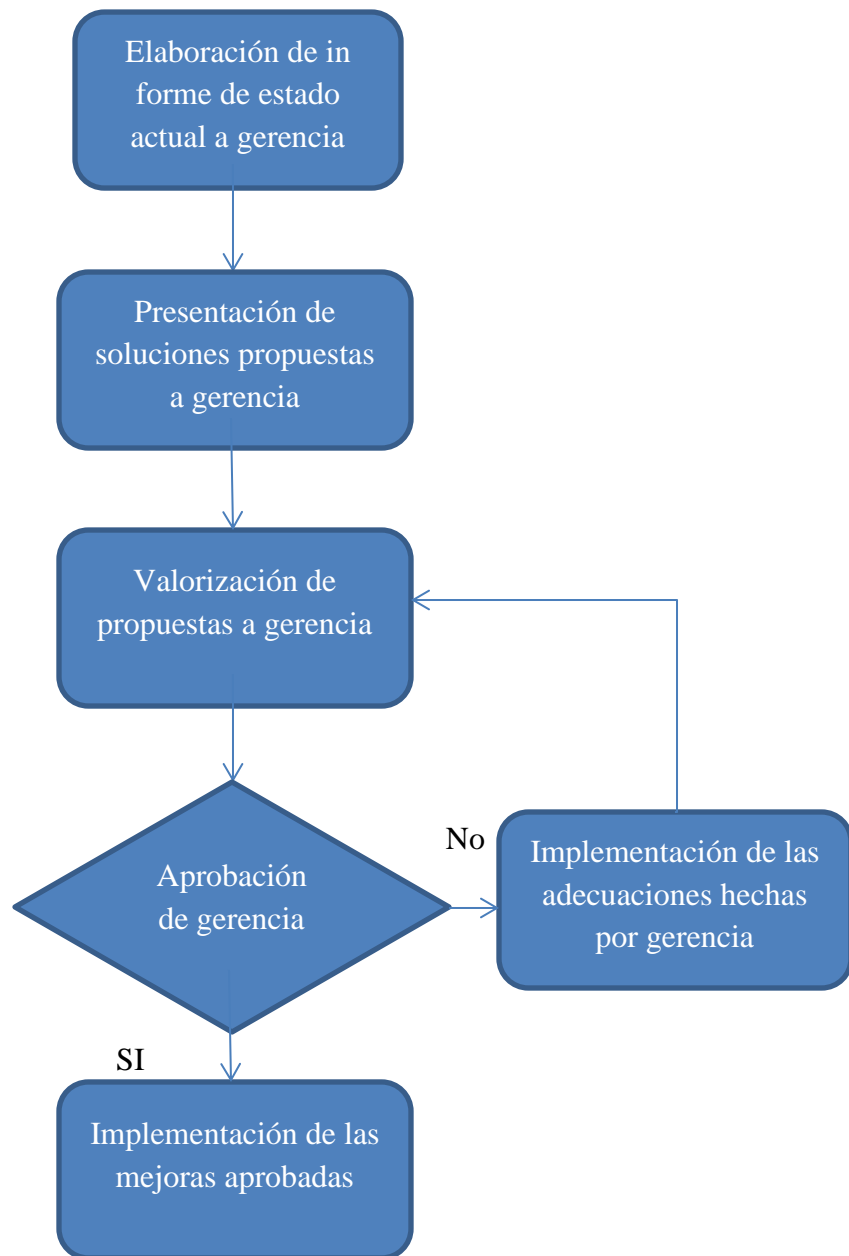 Elaboración de in
forme de estado
actual a gerencia
Presentación de
soluciones propuestas
a gerencia
Valorización de
propuestas a gerencia
Aprobación
de gerencia
No
Implementación de las
adecuaciones hechas
por gerencia
SI
Implementación de las
mejoras aprobadas